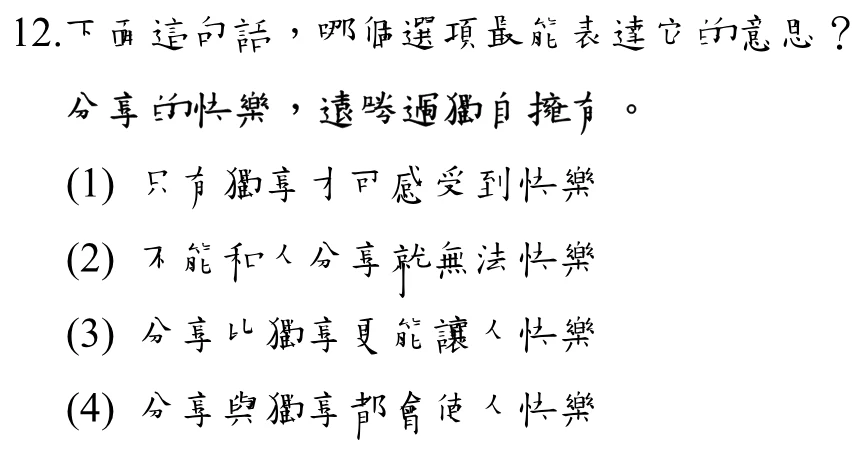 12.下面這句話，哪個選項最能表達它的意思？
分享的快樂，遠勝過獨自擁有。
(1) 只有獨享才可感受到快樂
(2) 不能和人分享就無法快樂
(3) 分享比獨享更能讓人快樂
(4) 分享與獨享都會使人快樂